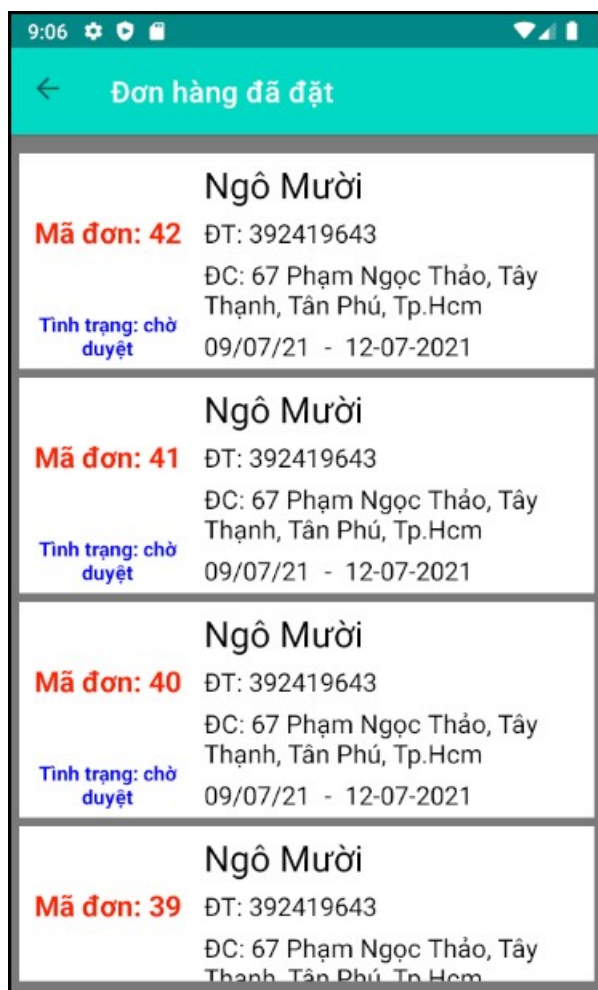 9:06
Đơn hàng đã đặt
Ngô Mười
Mã đơn: 42
ĐT: 392419643
ĐC: 67 Phạm Ngọc Thảo, Tây
Thạnh, Tân Phú, Tp.Hcm
Tình trạng: chờ
duyệt
09/07/21 - 12-07-2021
Ngô Mười
Mã đơn: 41
ĐT: 392419643
ĐC: 67 Phạm Ngọc Thảo, Tây
Thạnh, Tân Phú, Tp.Hcm
Tình trạng: chờ
duyệt
09/07/21 - 12-07-2021
Ngô Mười
Mã đơn: 40
ĐT: 392419643
ĐC: 67 Phạm Ngọc Thảo, Tây
Thạnh, Tân Phú, Tp.Hcm
Tình trạng: chờ
duyệt
09/07/21 - 12-07-2021
Ngô Mười
Mã đơn: 39
ĐT: 392419643
ĐC: 67 Phạm Ngọc Thảo, Tây
Thạnh, Tân Phú, Tp.Hcm